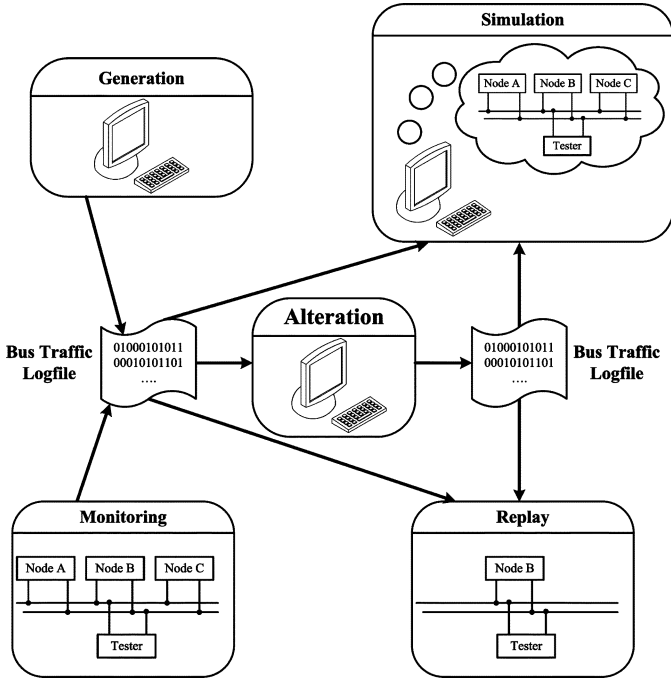 Simulation
Generation
Node A
Node B
Node C
Tester
Alteration
Bus Traffic
Logfile
01000101011
00010101101
....
01000101011
00010101101
....
Bus Traffic
Logfile
Monitoring
Node A
Node B
Node C
Tester
Replay
Node B
Tester